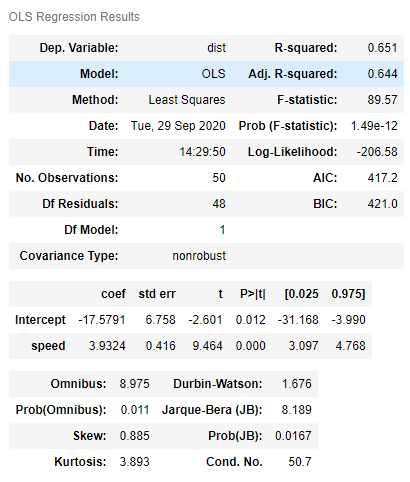 OLS Regression Results
Dep. Variable: dist R-squared: 0.651
Model: OLS Adj. R-squared: 0.644
Method: Least Squares F-statistic: 89.57
Date: Tue, 29 Sep 2020 Prob (F-statistic): 1.49e-12
Time: 14:29:50 Log-Likelihood: -206.58
No. Observations: 50 AIC: 417.2
Df Residuals: 48 BIC: 421.0
Df Model: 1
Covariance Type: nonrobust
coef std err t P>|t| [0.025 0.975]
Intercept -17.5791 6.758 -2.601 0.012 -31.168 -3.990
speed 3.9324 0.416 9.464 0.000 3.097 4.768
Omnibus: 8.975 Durbin-Watson: 1.676
Prob(Omnibus): 0.011 Jarque-Bera (JB): 8.189
Skew: 0.885 Prob(JB): 0.0167
Kurtosis: 3.893 Cond. No. 50.7